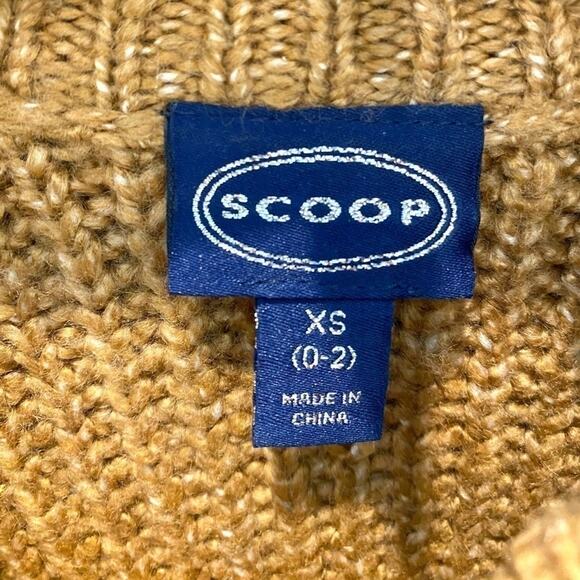 SCOOP
XS
(0-2)
MADE IN
CHINA